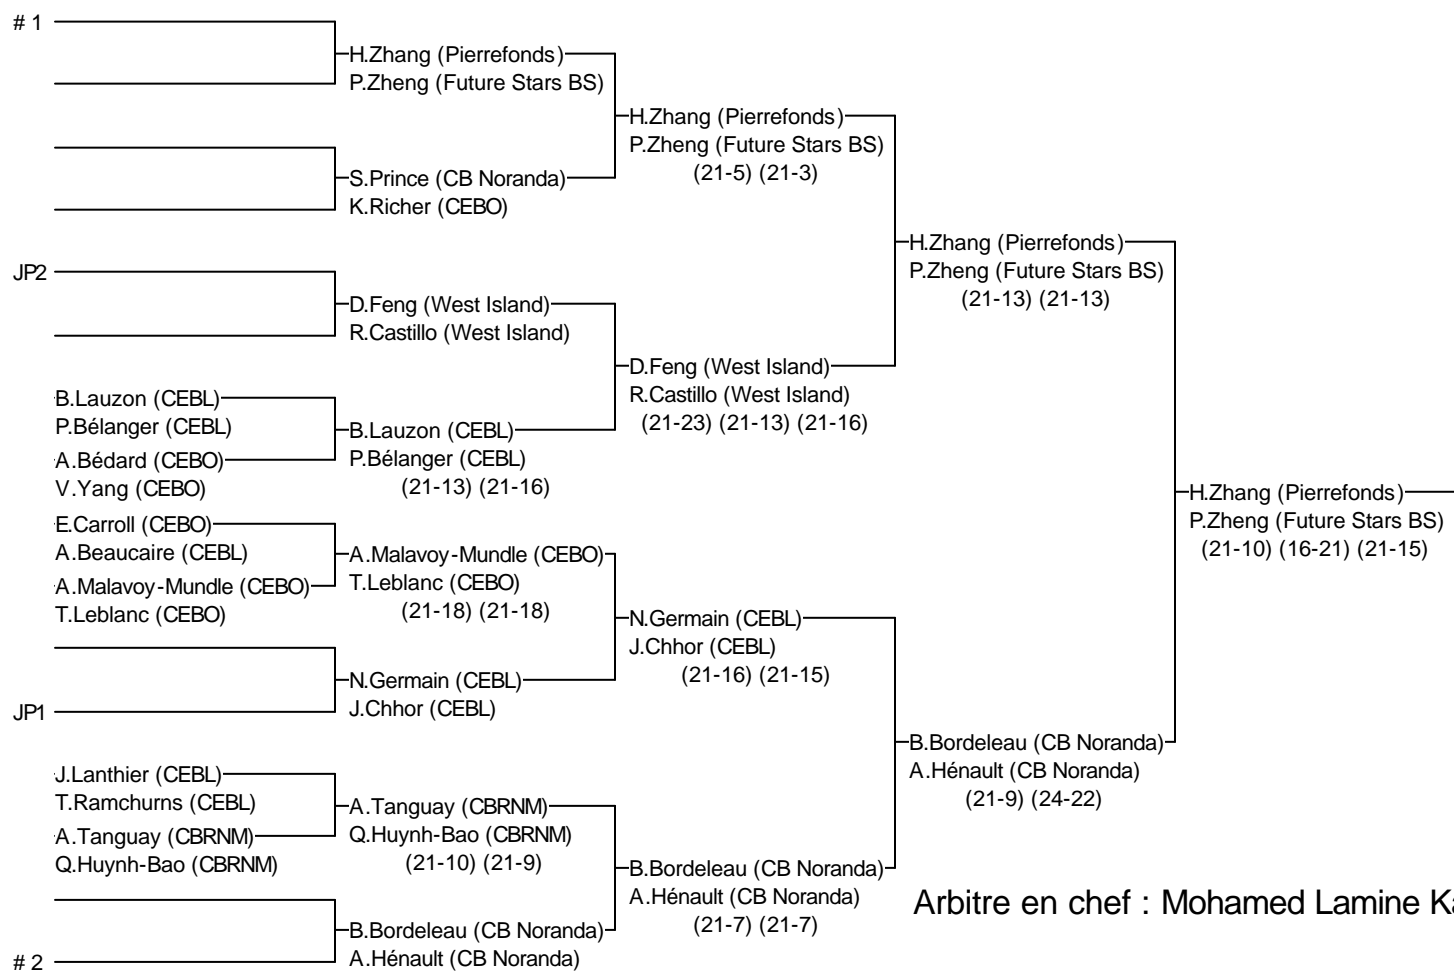 # 1
H.Zhang (Pierrefonds)
P.Zheng (Future Stars BS)
H.Zhang (Pierrefonds)
P.Zheng (Future Stars BS)
(21-5) (21-3)
S.Prince (CB Noranda)
K.Richer (CEBO)
H.Zhang (Pierrefonds)
P.Zheng (Future Stars BS)
(21-13) (21-13)
JP2
D.Feng (West Island)
R.Castillo (West Island)
D.Feng (West Island)
R.Castillo (West Island)
(21-23) (21-13) (21-16)
B.Lauzon (CEBL)
P.Bélanger (CEBL)
A.Bédard (CEBO)
V.Yang (CEBO)
B.Lauzon (CEBL)
P.Bélanger (CEBL)
(21-13) (21-16)
H.Zhang (Pierrefonds)
P.Zheng (Future Stars BS)
(21-10) (16-21) (21-15)
E.Carroll (CEBO)
A.Beaucaire (CEBL)
A.Malavoy-Mundle (CEBO)
T.Leblanc (CEBO)
A.Malavoy-Mundle (CEBO)
T.Leblanc (CEBO)
(21-18) (21-18)
N.Germain (CEBL)
J.Chhor (CEBL)
(21-16) (21-15)
N.Germain (CEBL)
J.Chhor (CEBL)
JP1
B.Bordeleau (CB Noranda)
A.Hénault (CB Noranda)
(21-9) (24-22)
J.Lanthier (CEBL)
T.Ramchurns (CEBL)
A.Tanguay (CBRNM)
Q.Huynh-Bao (CBRNM)
A.Tanguay (CBRNM)
Q.Huynh-Bao (CBRNM)
(21-10) (21-9)
B.Bordeleau (CB Noranda)
A.Hénault (CB Noranda)
(21-7) (21-7)
Arbitre en chef : Mohamed Lamine
B.Bordeleau (CB Noranda)
A.Hénault (CB Noranda)
# 2